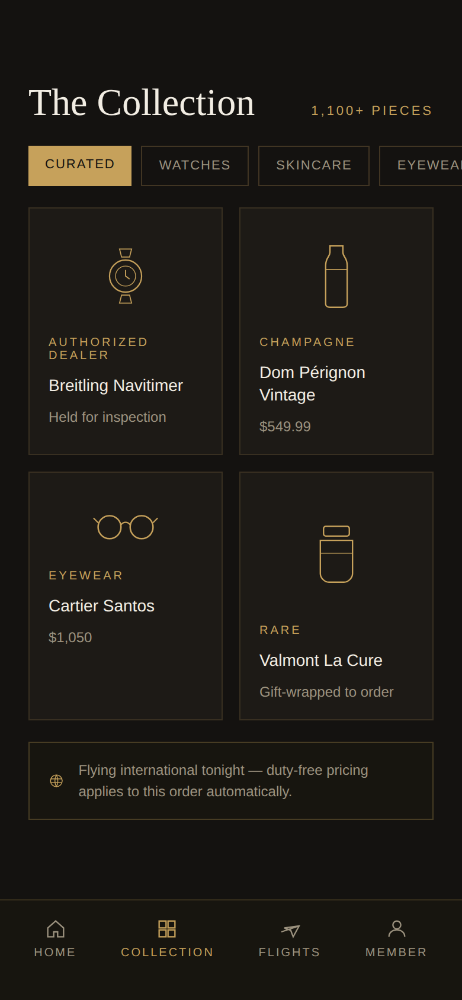 The Collection
1,100+ PIECES
CURATED
WATCHES
SKINCARE
EYEWEAR
AUTHORIZED
DEALER
Breitling Navitimer
Held for inspection
CHAMPAGNE
Dom Pérignon
Vintage
$549.99
EYEWEAR
Cartier Santos
$1,050
RARE
Valmont La Cure
Gift-wrapped to order
Flying international tonight — duty-free pricing
applies to this order automatically.
HOME
COLLECTION
FLIGHTS
MEMBER